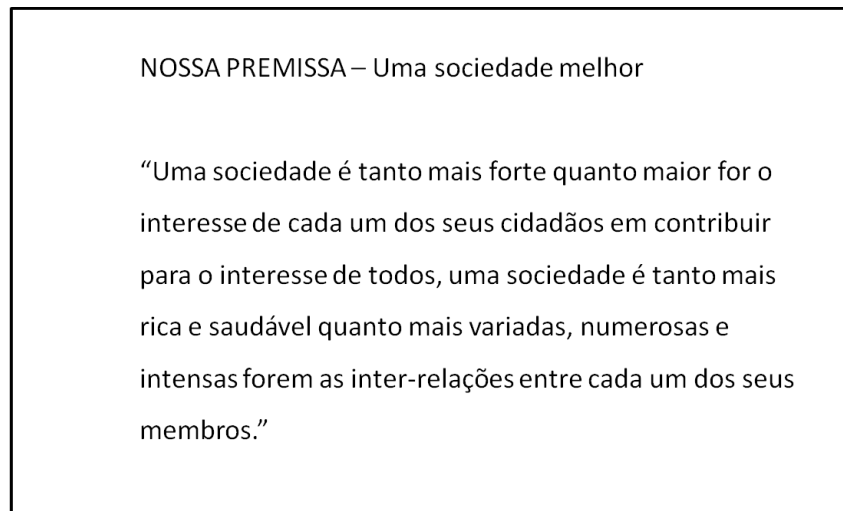 NOSSA PREMISSA – Uma sociedade melhor
“Uma sociedade é tanto mais forte quanto maior for o
interesse de cada um dos seus cidadãos em contribuir
para o interesse de todos, uma sociedade é tanto mais
rica e saudável quanto mais variadas, numerosas e
intensas forem as inter-relações entre cada um dos seus
membros.”